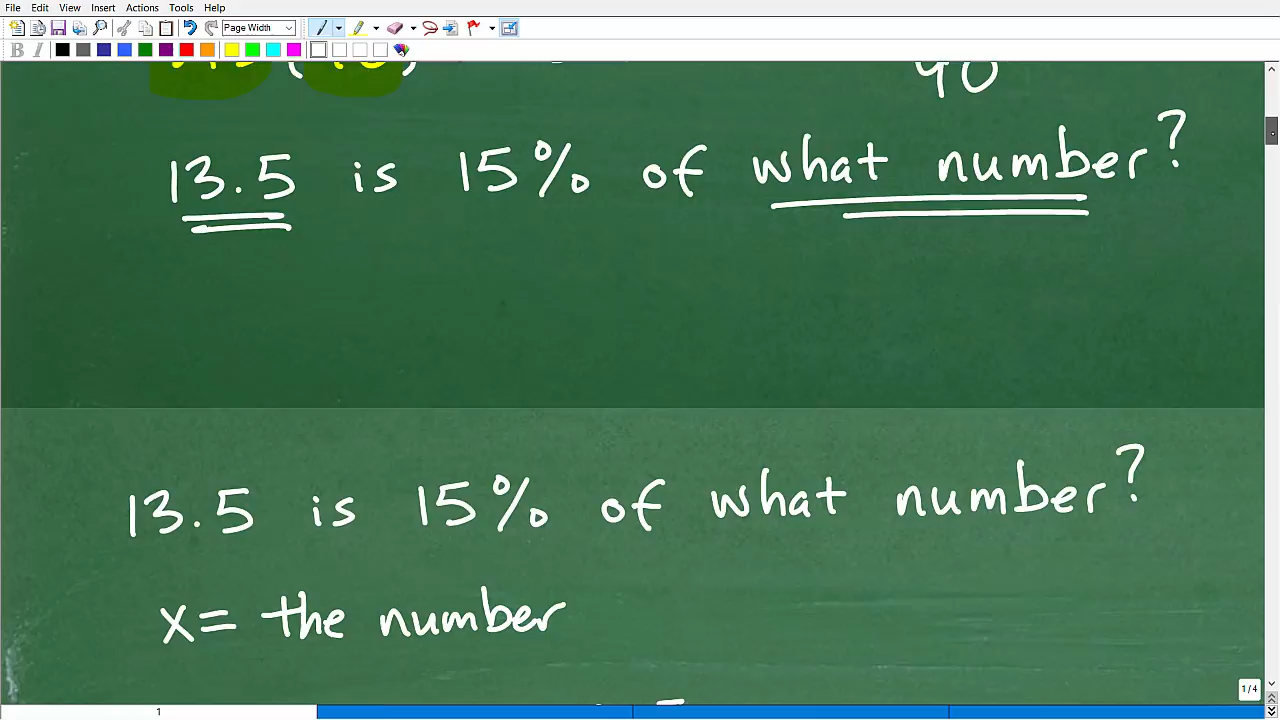 File Edit View Insert Actions Tools Help
Page Width
B I
90
13.5 is 15% of what number?
13.5 is 15% of what number?
x= the number
1/4
1